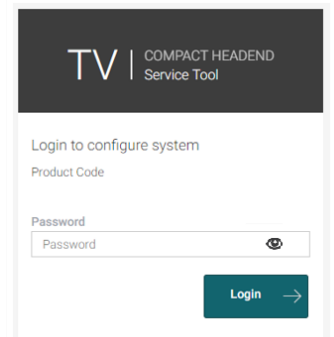 TV | COMPACT HEADEND
Service Tool
Login to configure system
Product Code
Password
Password
Login →